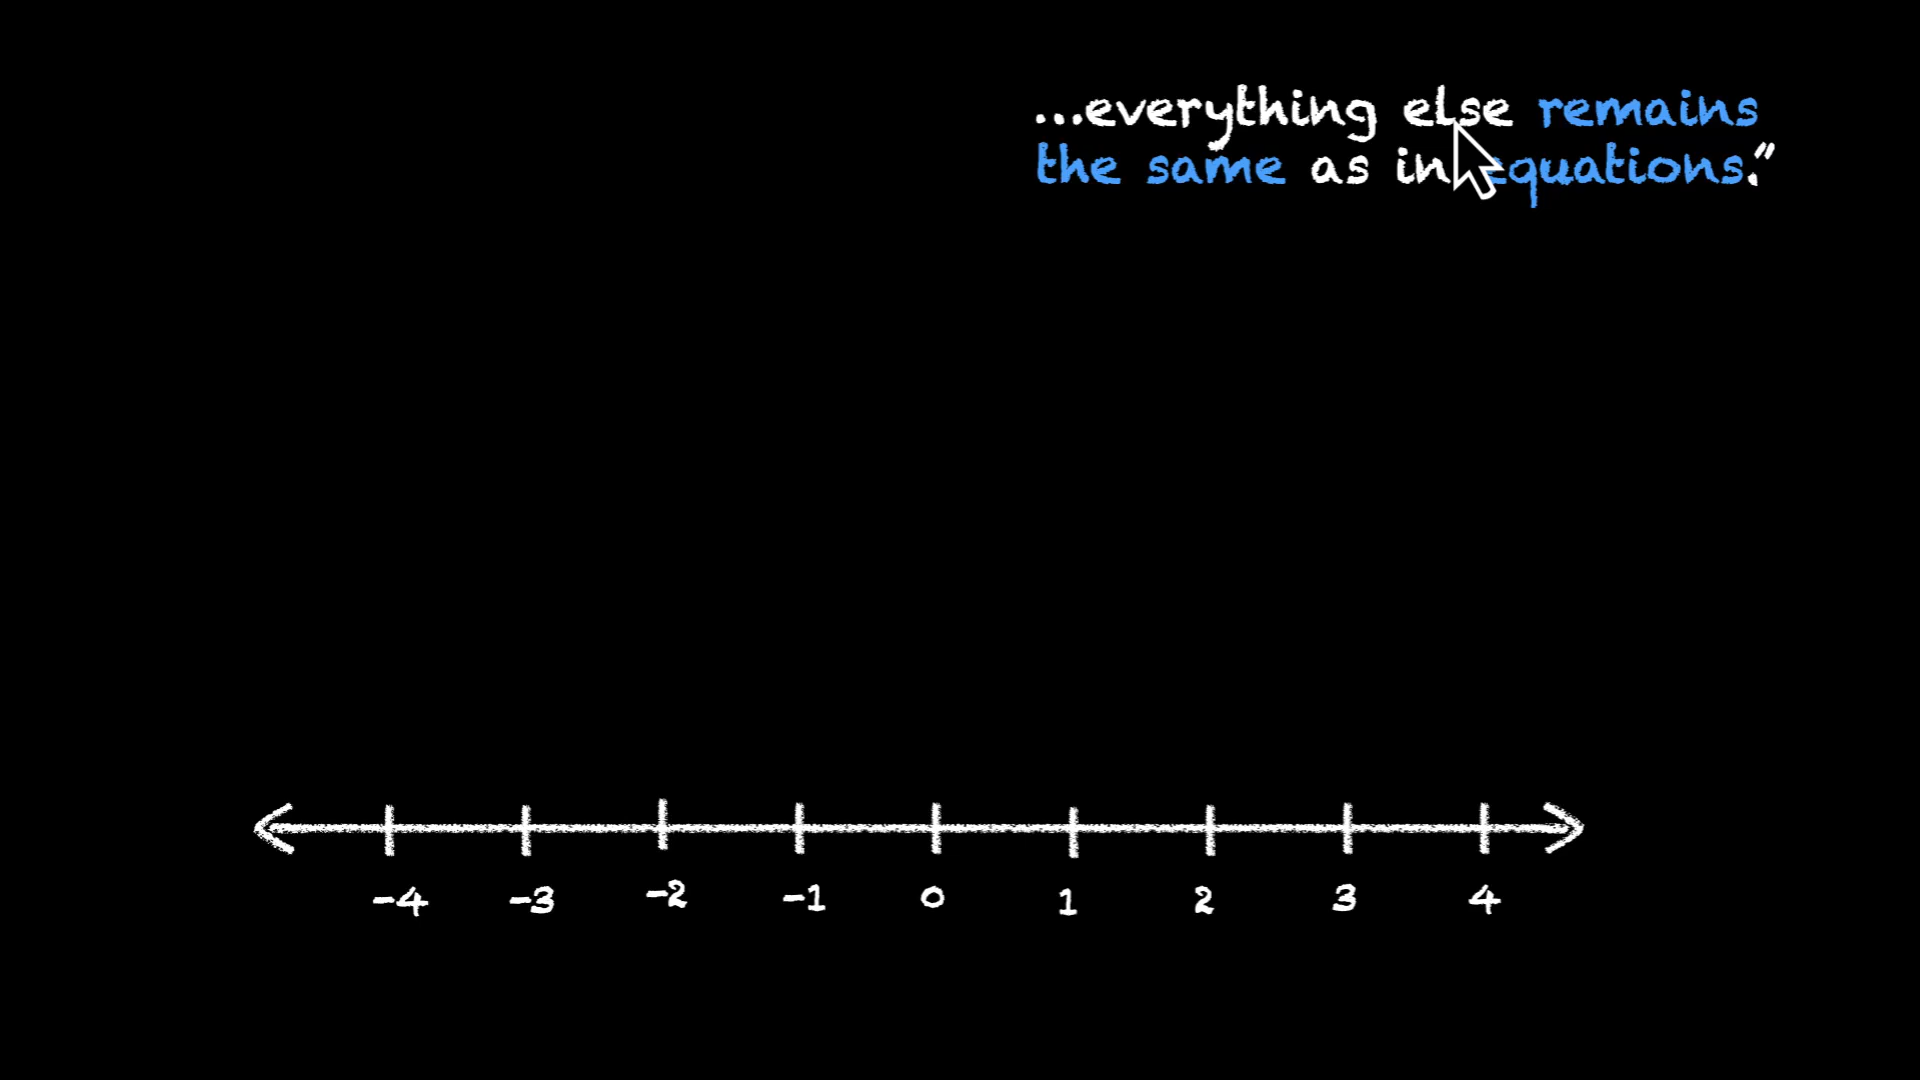 ...everything else remains
the same as in equations.”
-4 -3 -2 -1 0 1 2 3 4